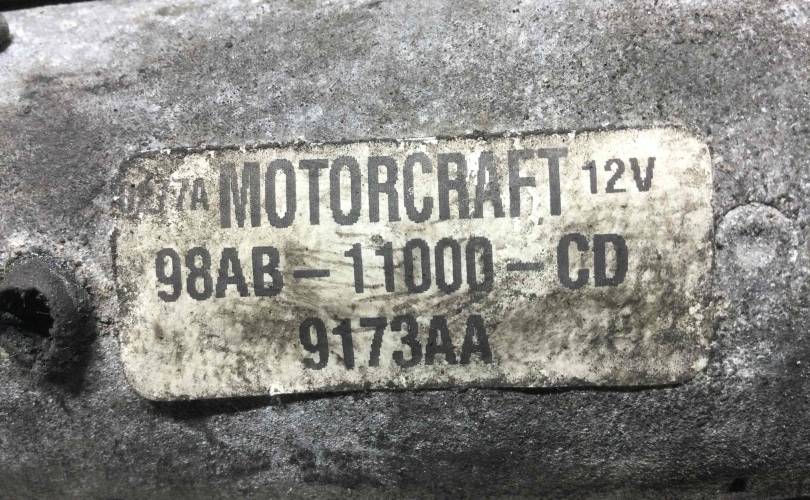 MOTORCRAFT 12V
98AB-11000-CD
9173AA